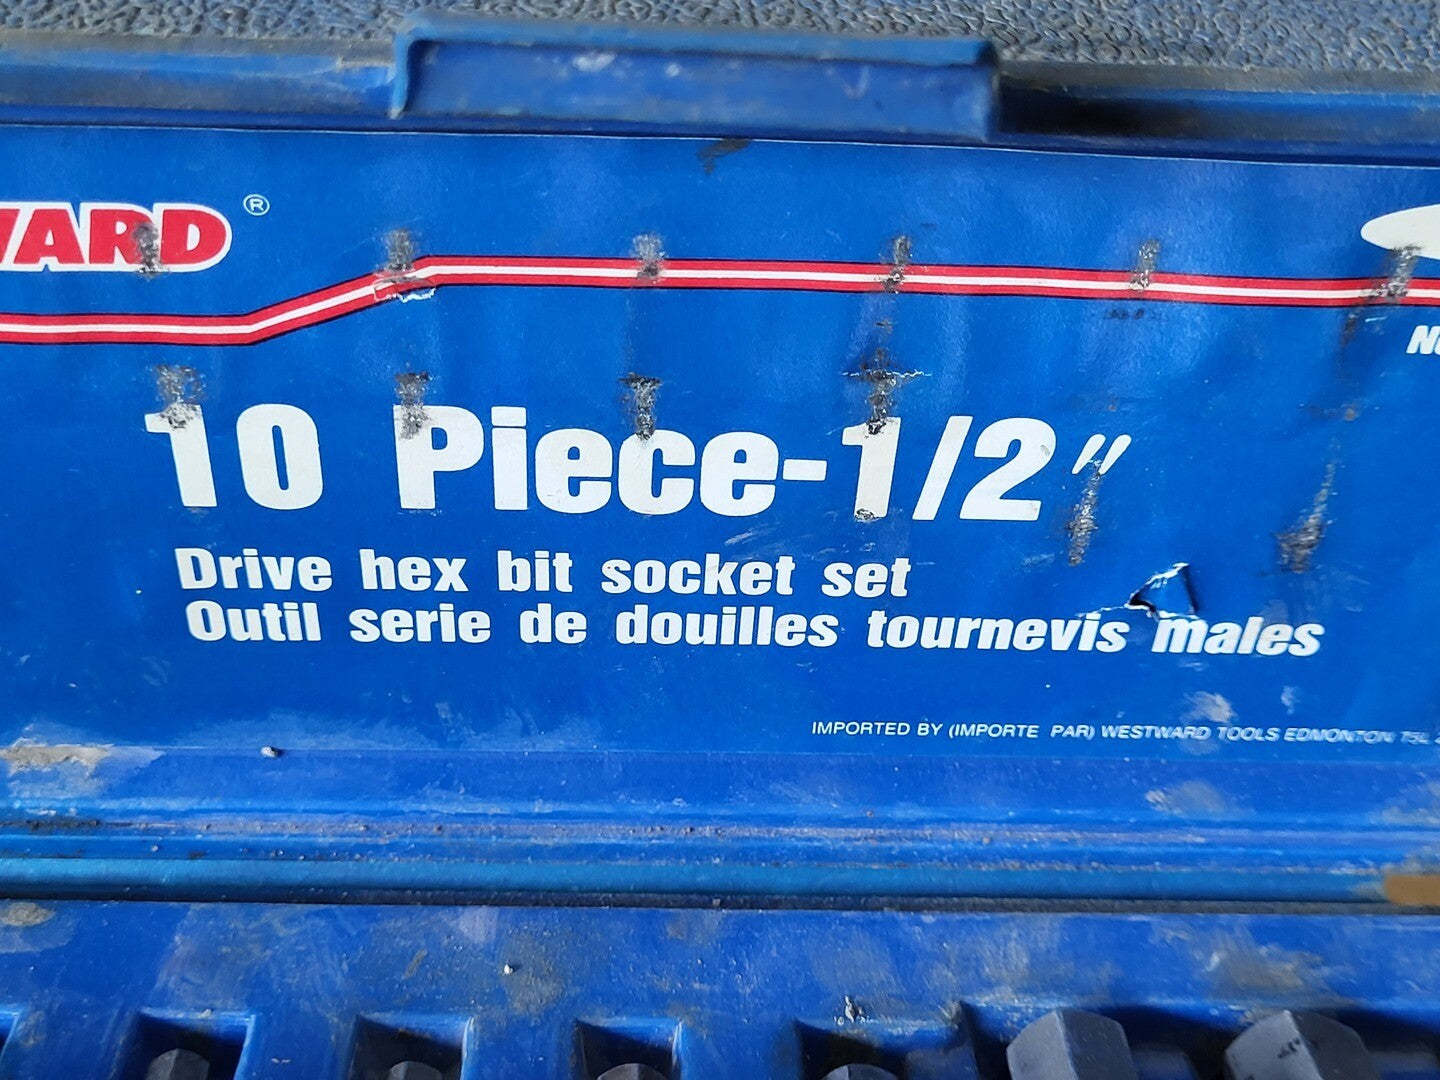 WARD®
10 Piece-1/2"
Drive hex bit socket set
Outil serie de douilles tournevis males
IMPORTED BY (IMPORTE PAR) WESTWARD TOOLS EDMONTON